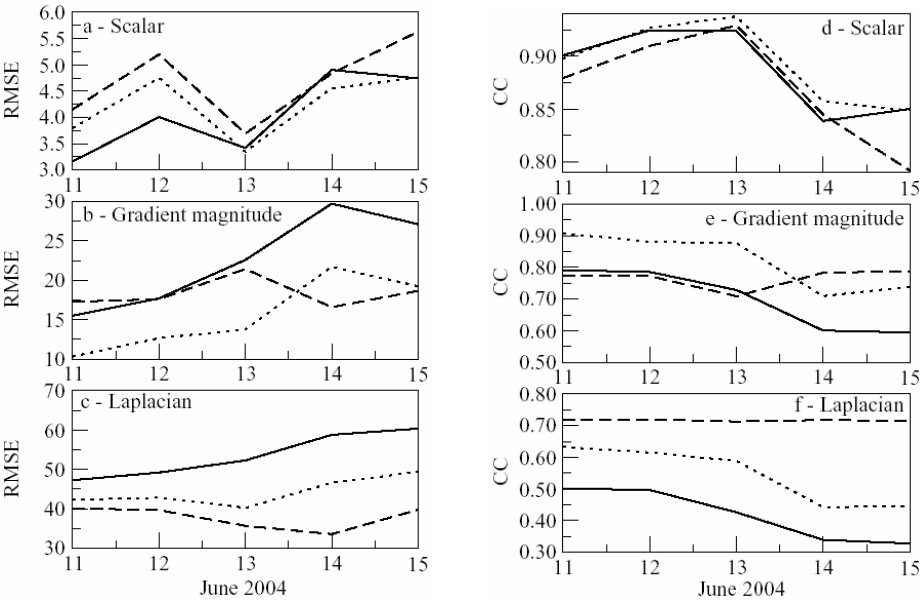 a - Scalar
6.0
5.5
5.0
4.5
4.0
3.5
3.0
RMSE
11 12 13 14 15
b - Gradient magnitude
30
25
20
15
10
RMSE
11 12 13 14 15
c - Laplacian
70
60
50
40
30
RMSE
11 12 13 14 15
June 2004
d - Scalar
0.90
0.85
0.80
CC
11 12 13 14 15
e - Gradient magnitude
1.00
0.90
0.80
0.70
0.60
0.50
CC
11 12 13 14 15
f - Laplacian
0.80
0.70
0.60
0.50
0.40
0.30
CC
11 12 13 14 15
June 2004